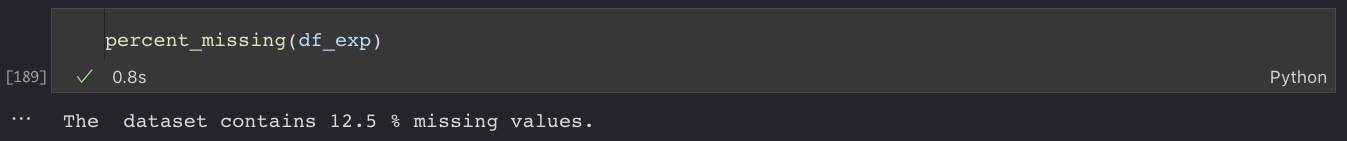 percent_missing(df_exp)
[189] ✓ 0.8s Python
... The  dataset contains 12.5 % missing values.